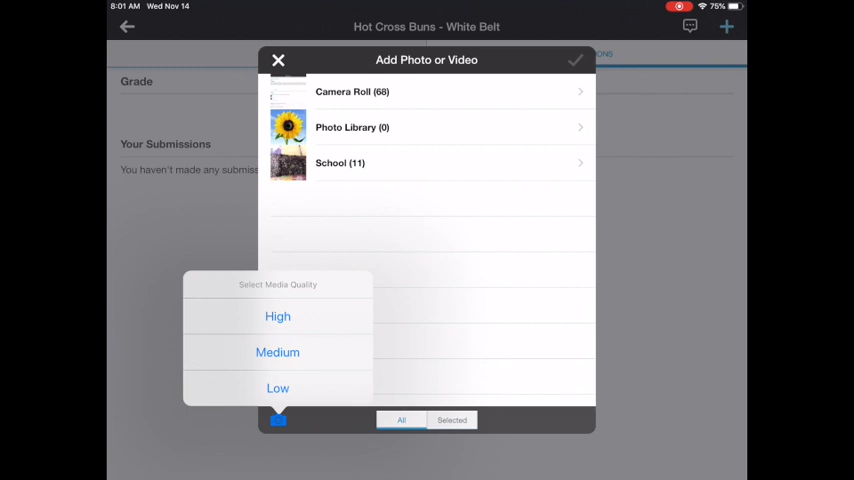 8:01 AM Wed Nov 14
75%
Hot Cross Buns - White Belt
Add Photo or Video
IONS
Grade
Camera Roll (68)
Photo Library (0)
Your Submissions
School (11)
You haven't made any submiss
Select Media Quality
High
Medium
Low
All
Selected